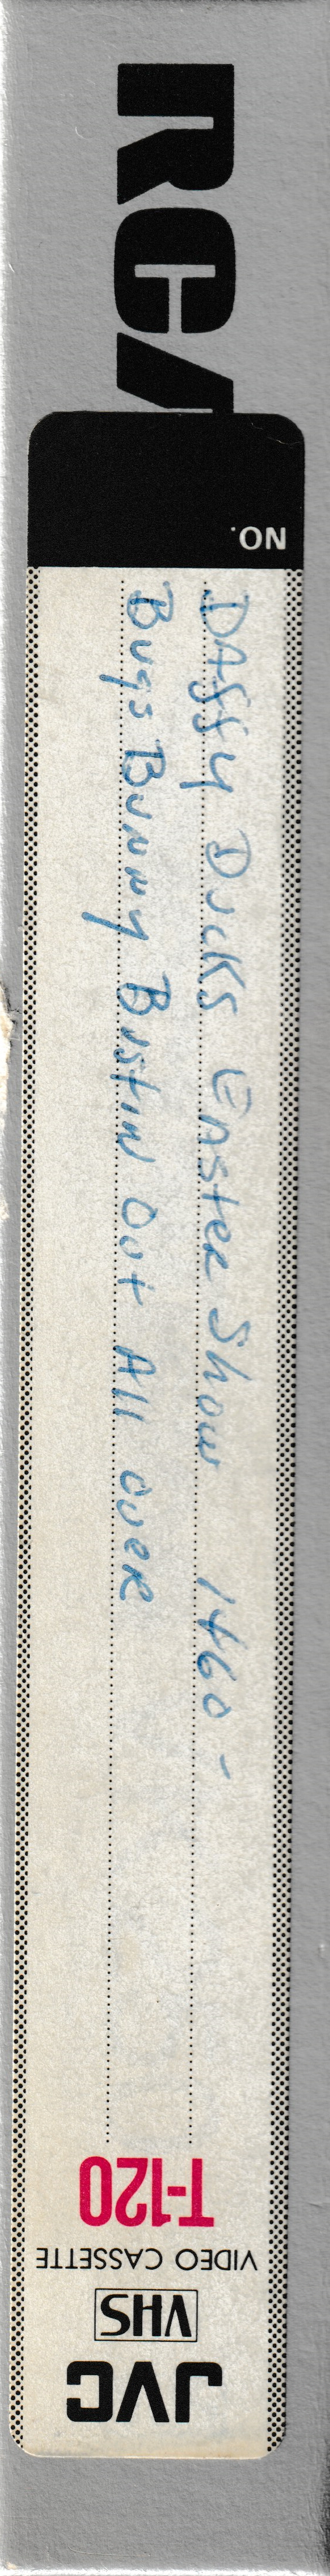 RCA
NO.
DAffy Ducks Easter Show 1460-
Bugs Bunny Bustin Out All over
T-120
VIDEO CASSETTE
VHS
JVC